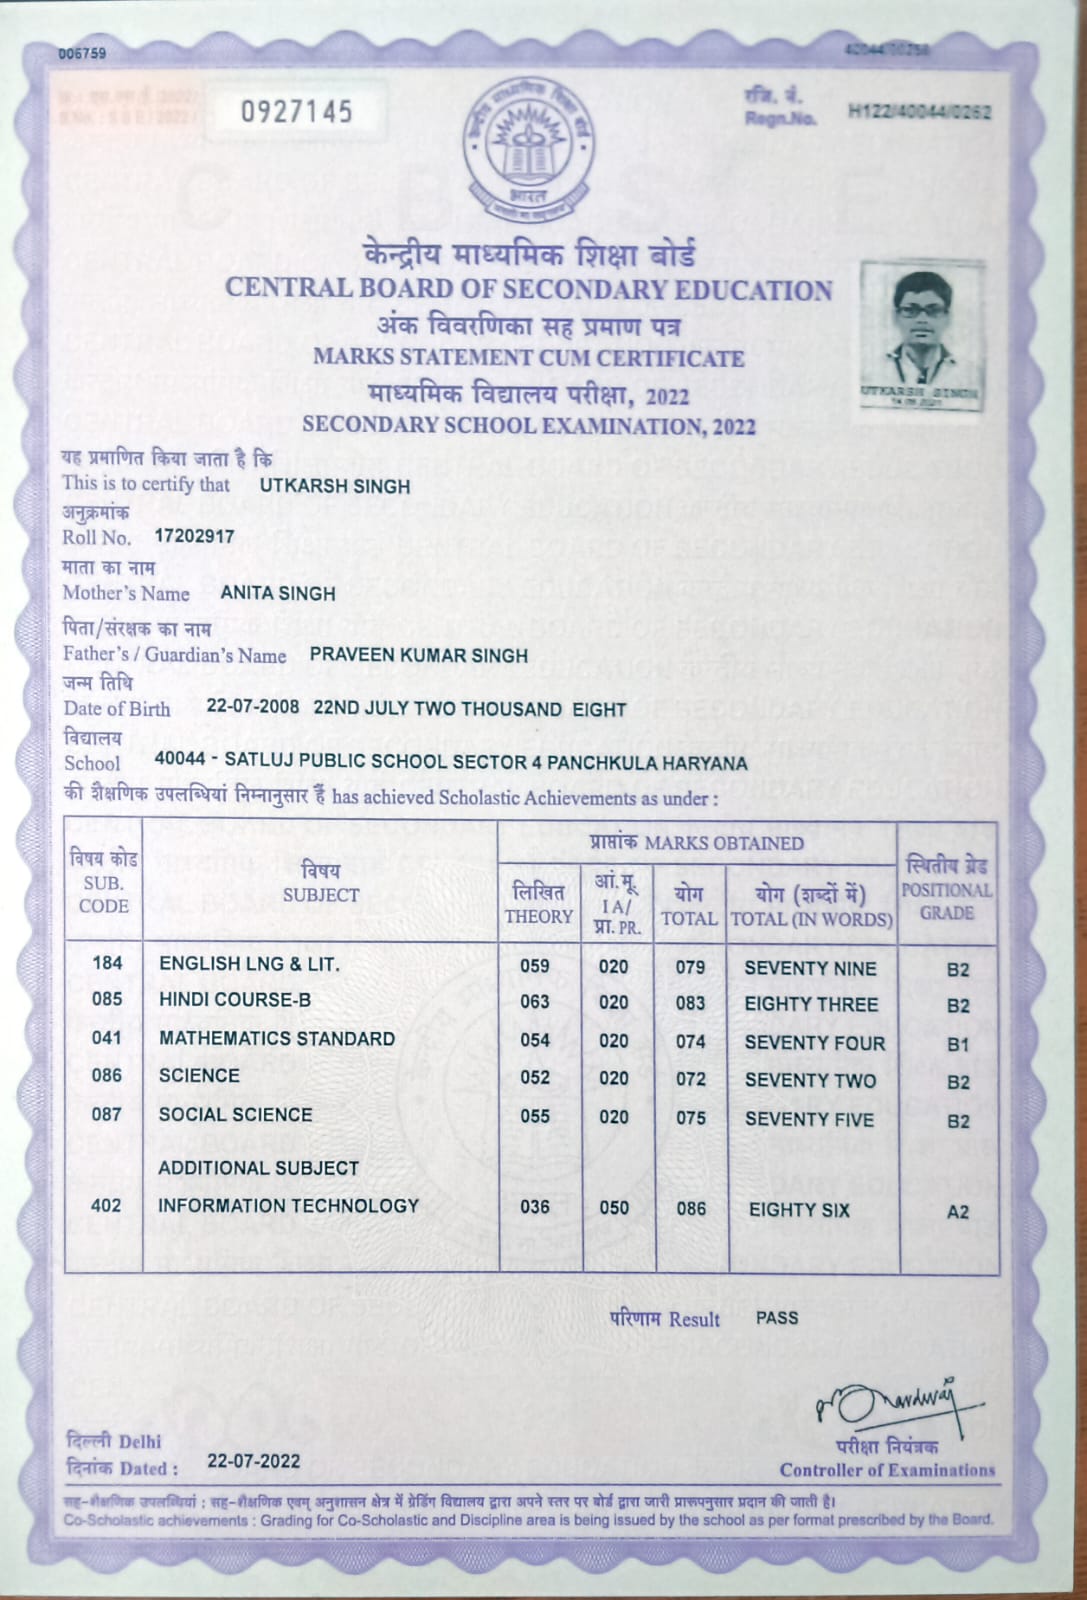 006759
40044/00258
0927145
रजि. नं.
Regn.No.
H122/40044/0262
भारत
केन्द्रीय माध्यमिक शिक्षा बोर्ड
CENTRAL BOARD OF SECONDARY EDUCATION
अंक विवरणिका सह प्रमाण पत्र
MARKS STATEMENT CUM CERTIFICATE
माध्यमिक विद्यालय परीक्षा, 2022
SECONDARY SCHOOL EXAMINATION, 2022
UTKARSH SINGH
यह प्रमाणित किया जाता है कि
This is to certify that UTKARSH SINGH
अनुक्रमांक
Roll No. 17202917
माता का नाम
Mother's Name ANITA SINGH
पिता/संरक्षक का नाम
Father's / Guardian's Name PRAVEEN KUMAR SINGH
जन्म तिथि
Date of Birth 22-07-2008 22ND JULY TWO THOUSAND EIGHT
विद्यालय
School 40044 - SATLUJ PUBLIC SCHOOL SECTOR 4 PANCHKULA HARYANA
की शैक्षणिक उपलब्धियां निम्नानुसार हैं has achieved Scholastic Achievements as under :
विषय कोड
SUB.
CODE
विषय
SUBJECT
प्राप्तांक MARKS OBTAINED
लिखित
THEORY
आं.मू.
I A/
प्रा. PR.
योग
TOTAL
योग (शब्दों में)
TOTAL (IN WORDS)
स्थितीय ग्रेड
POSITIONAL
GRADE
184 ENGLISH LNG & LIT. 059 020 079 SEVENTY NINE B2
085 HINDI COURSE-B 063 020 083 EIGHTY THREE B2
041 MATHEMATICS STANDARD 054 020 074 SEVENTY FOUR B1
086 SCIENCE 052 020 072 SEVENTY TWO B2
087 SOCIAL SCIENCE 055 020 075 SEVENTY FIVE B2
ADDITIONAL SUBJECT
402 INFORMATION TECHNOLOGY 036 050 086 EIGHTY SIX A2
परिणाम Result PASS
दिल्ली Delhi
दिनांक Dated : 22-07-2022
परीक्षा नियंत्रक
Controller of Examinations
सह-शैक्षणिक उपलब्धियां : सह-शैक्षणिक एवम् अनुशासन क्षेत्र में ग्रेडिंग विद्यालय द्वारा अपने स्तर पर बोर्ड द्वारा जारी प्रारूपनुसार प्रदान की जाती है।
Co-Scholastic achievements : Grading for Co-Scholastic and Discipline area is being issued by the school as per format prescribed by the Board.